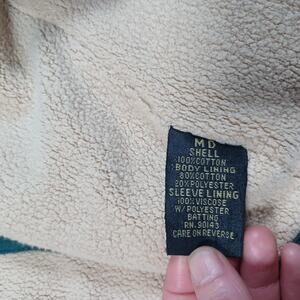 MD
SHELL
100%COTTON
BODY LINING
80%COTTON
20%POLYESTER
SLEEVE LINING
100%VISCOSE
W/POLYESTER
BATTING
RN. 90143
CARE ON REVERSE